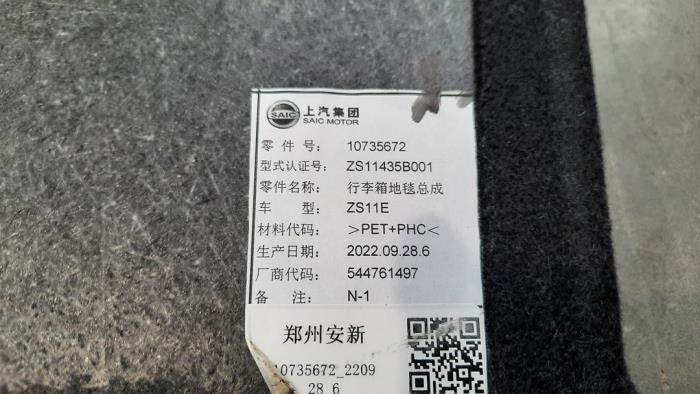 SAIC 上汽集团
SAIC MOTOR
零 件 号： 10735672
型式认证号： ZS11435B001
零件名称： 行李箱地毯总成
车 型： ZS11E
材料代码： ＞PET+PHC＜
生产日期： 2022.09.28.6
厂商代码： 544761497
备 注： N-1
郑州安新
10735672_2209
28 6